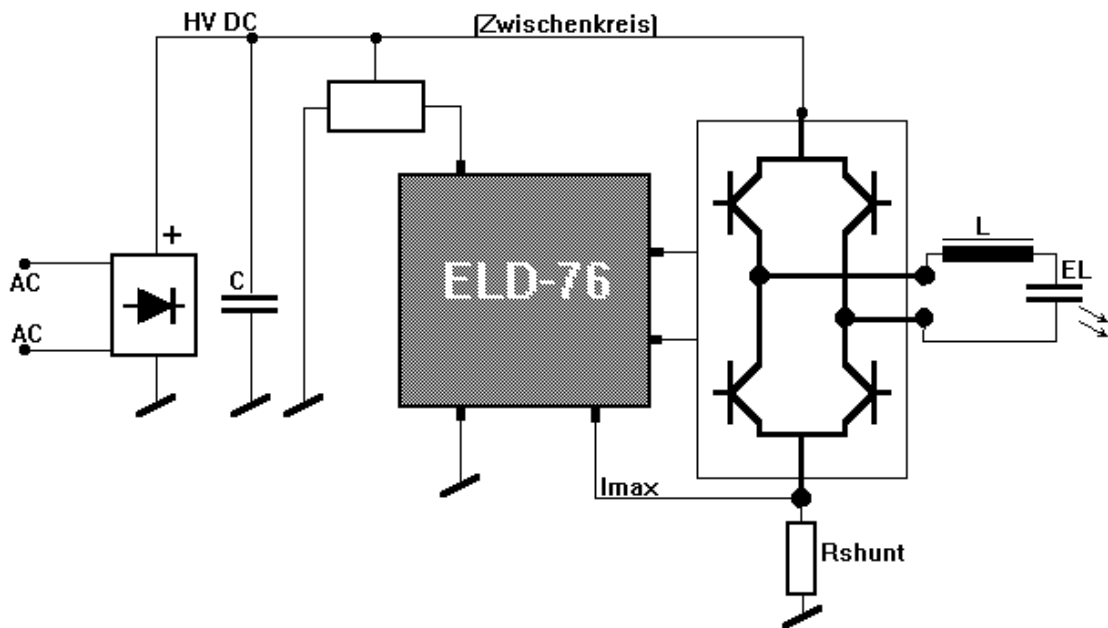 HV DC
[Zwischenkreis]
+
AC
AC
C
ELD-76
L
EL
Imax
Rshunt